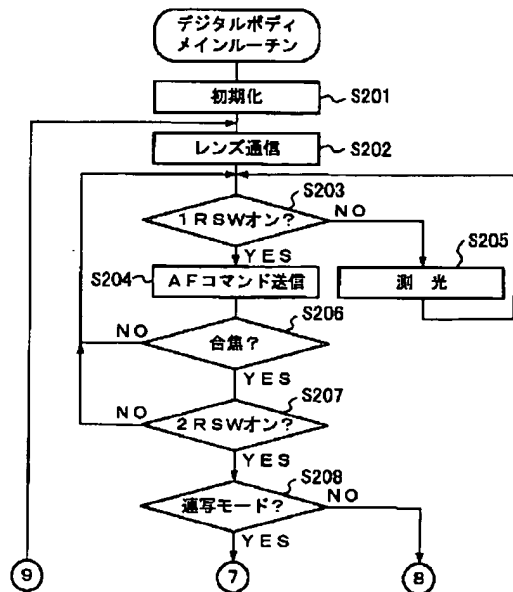 デジタルボディ
メインルーチン
初期化
S201
レンズ通信
S202
S203
1RSWオン?
NO
YES
S205
測 光
S204
AFコマンド送信
S206
NO
合焦?
YES
S207
NO
2RSWオン?
YES
S208
連写モード?
NO
YES
9
7
8